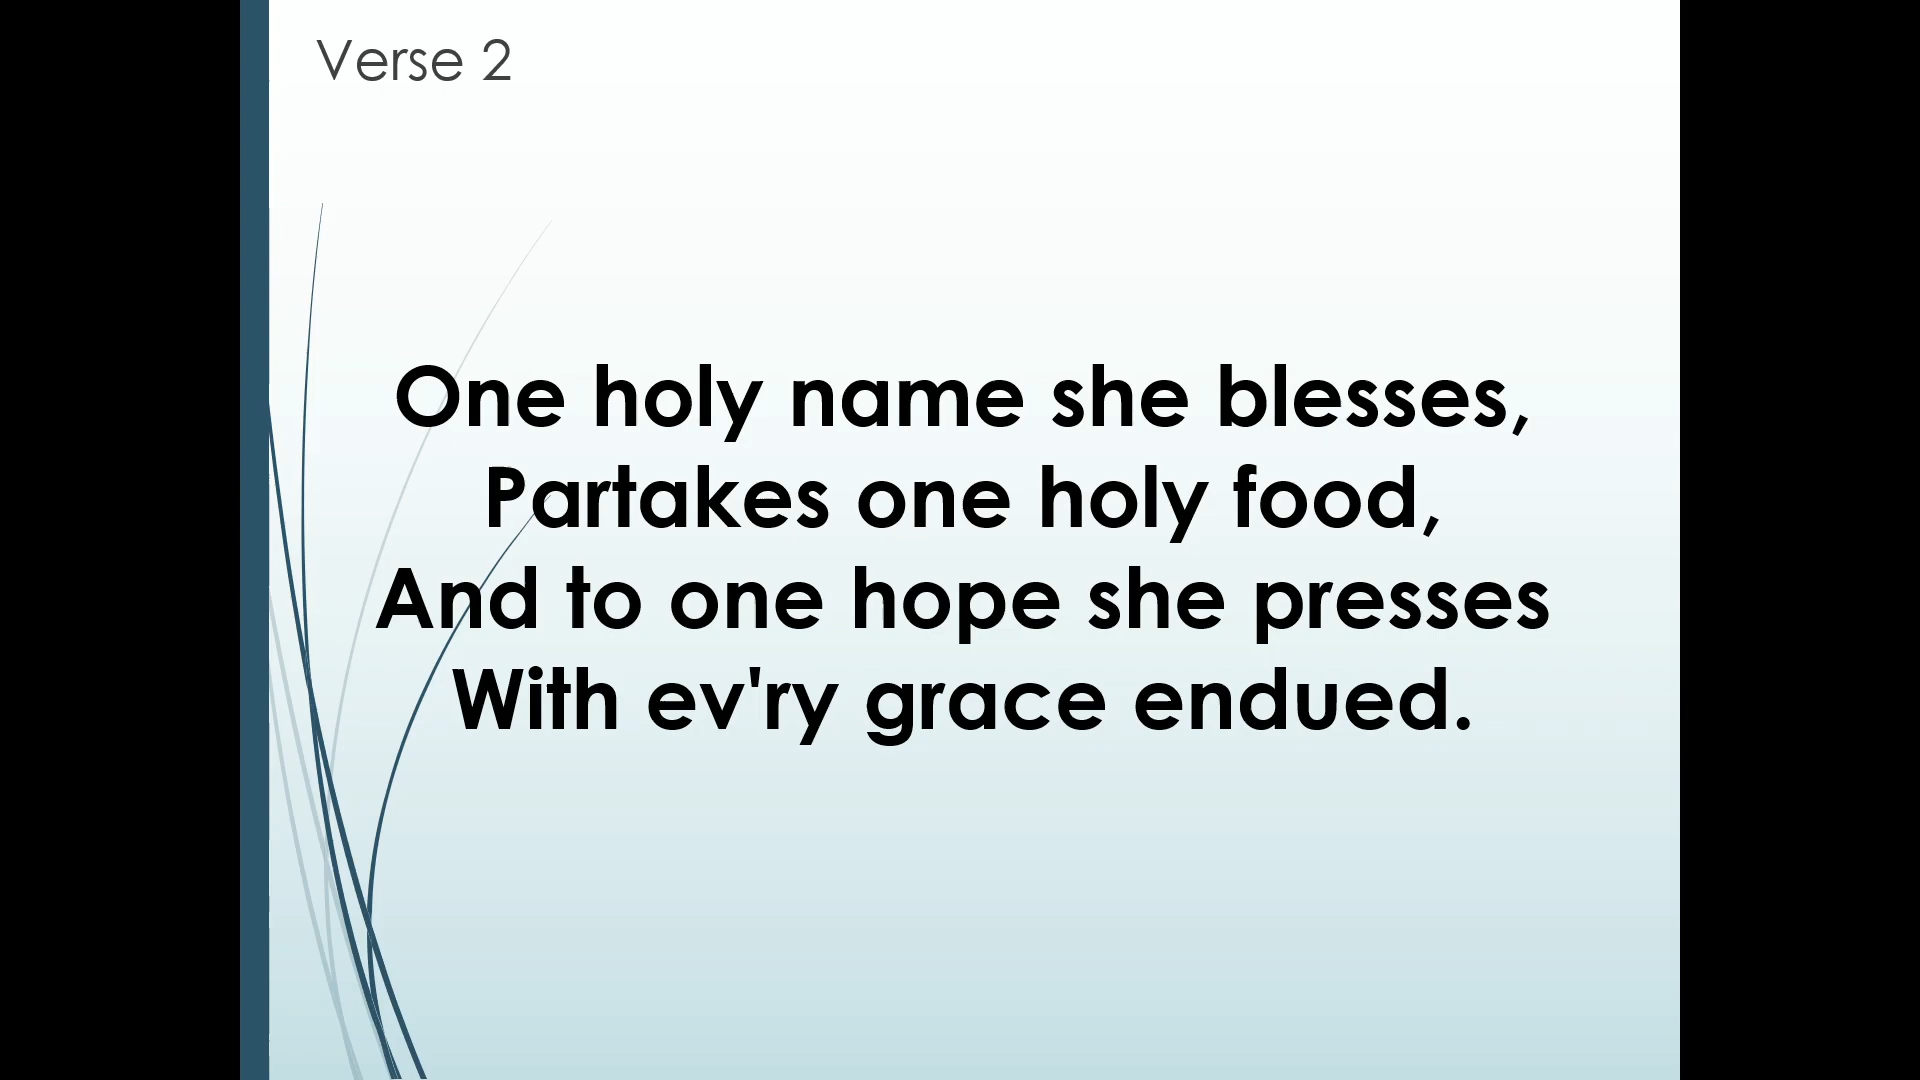 Verse 2
One holy name she blesses,
Partakes one holy food,
And to one hope she presses
With ev'ry grace endued.